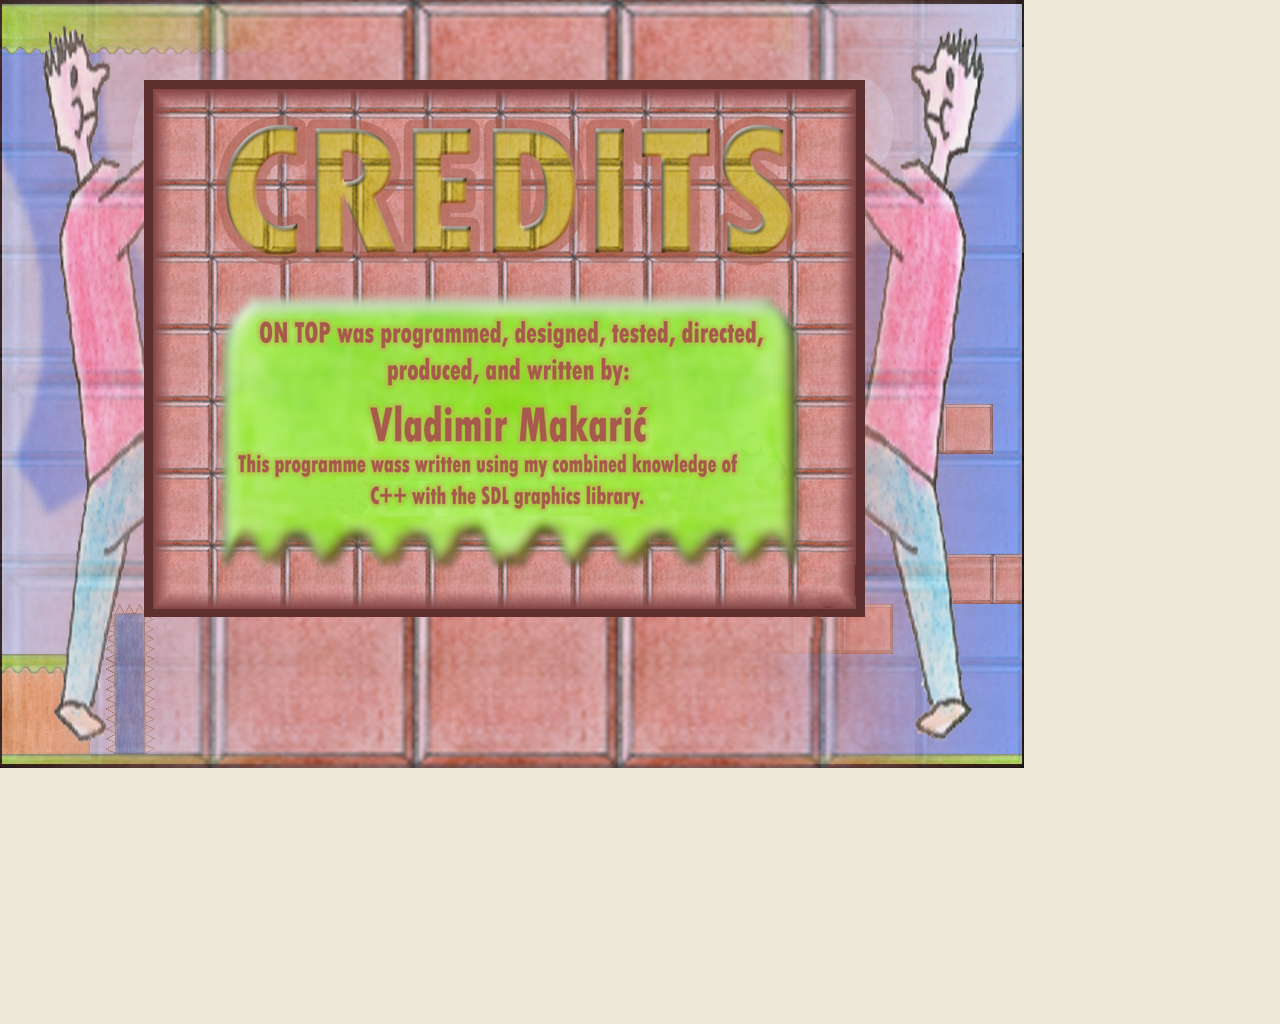 CREDITS
ON TOP was programmed, designed, tested, directed,
produced, and written by:
Vladimir Makarić
This programme wass written using my combined knowledge of
C++ with the SDL graphics library.